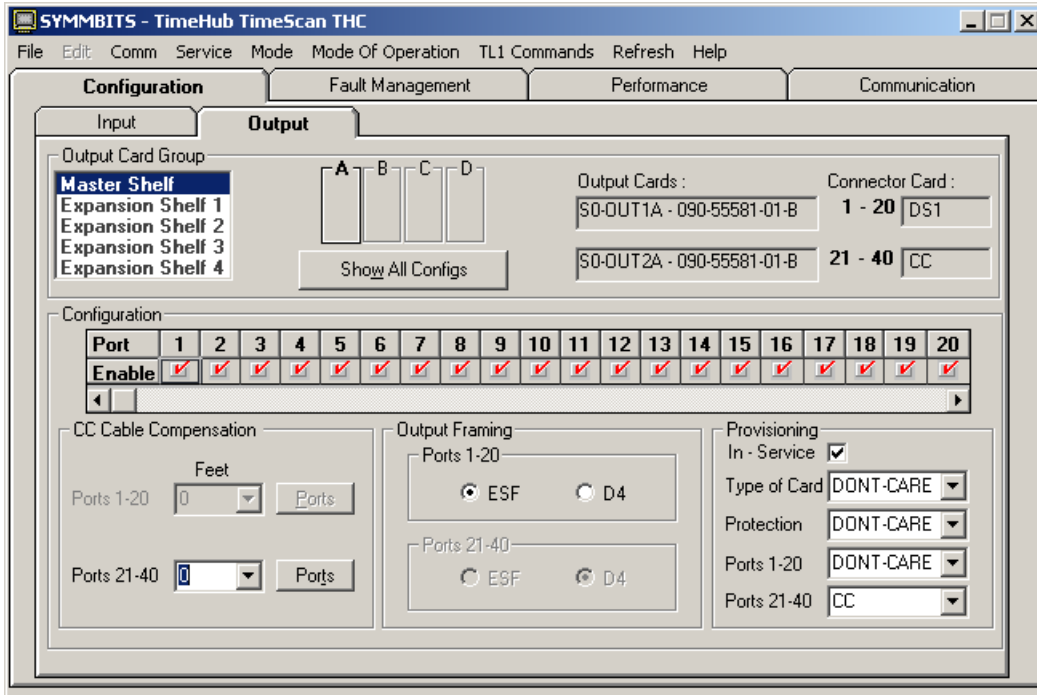 SYMMBITS - TimeHub TimeScan THC
File Edit Comm Service Mode Mode Of Operation TL1 Commands Refresh Help
Configuration Fault Management Performance Communication
Input Output
Output Card Group
Master Shelf
Expansion Shelf 1
Expansion Shelf 2
Expansion Shelf 3
Expansion Shelf 4
A B C D
Show All Configs
Output Cards : Connector Card :
S0-OUT1A - 090-55581-01-B 1 - 20 DS1
S0-OUT2A - 090-55581-01-B 21 - 40 CC
Configuration
Port 1 2 3 4 5 6 7 8 9 10 11 12 13 14 15 16 17 18 19 20
Enable
CC Cable Compensation
Feet
Ports 1-20 0 Ports
Ports 21-40 0 Ports
Output Framing
Ports 1-20
ESF D4
Ports 21-40
ESF D4
Provisioning
In - Service
Type of Card DONT-CARE
Protection DONT-CARE
Ports 1-20 DONT-CARE
Ports 21-40 CC